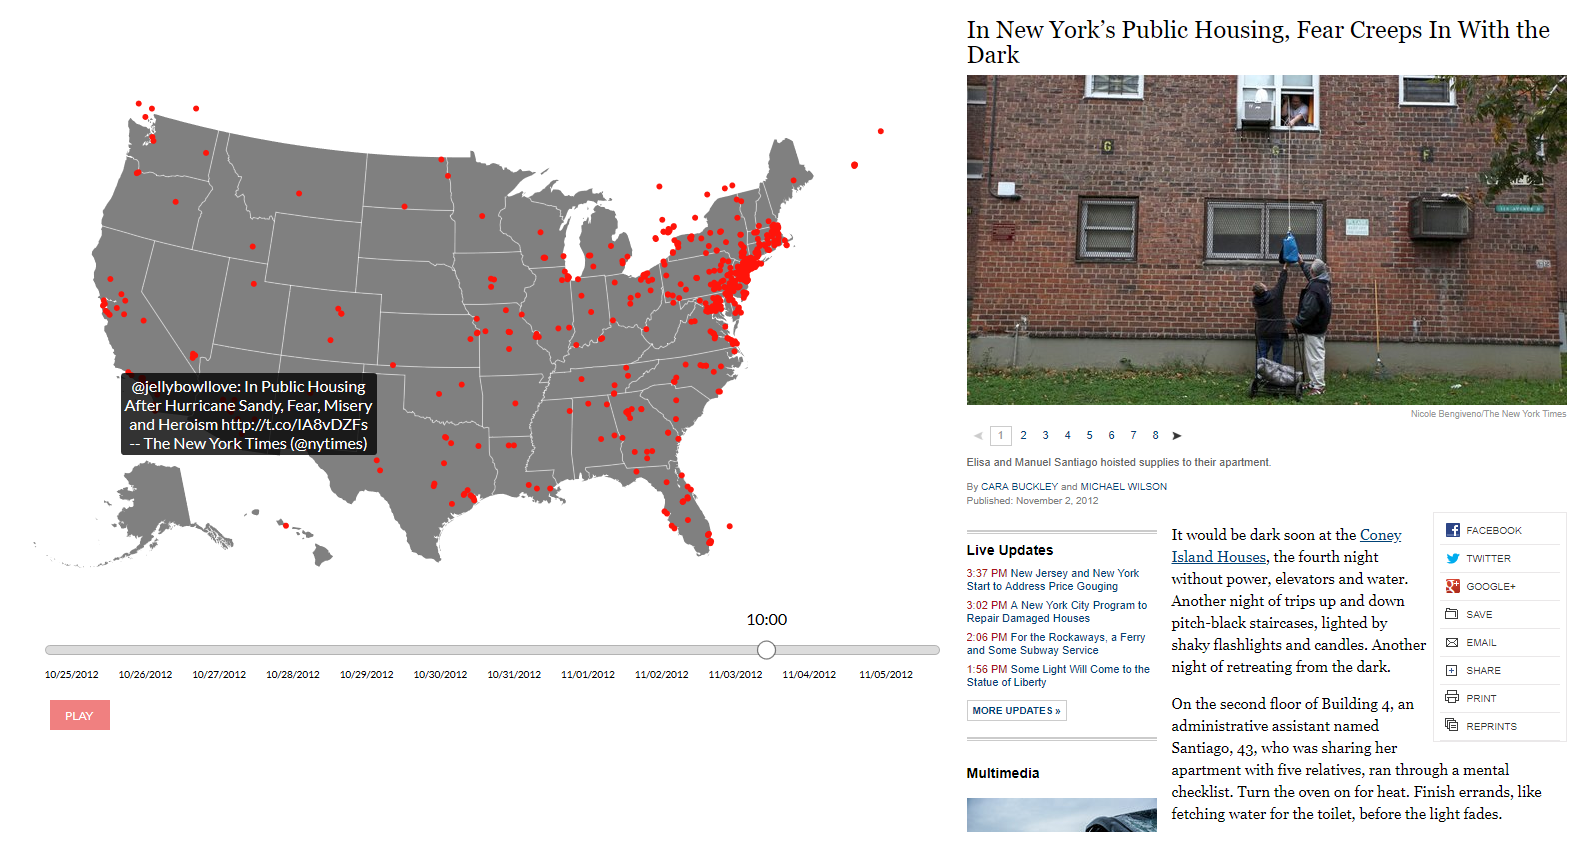 @jellybowllove: In Public Housing
After Hurricane Sandy, Fear, Misery
and Heroism http://t.co/IA8vDZFs
-- The New York Times (@nytimes)
10:00
10/25/2012 10/26/2012 10/27/2012 10/28/2012 10/29/2012 10/30/2012 10/31/2012 11/01/2012 11/02/2012 11/03/2012 11/04/2012 11/05/2012
PLAY
In New York's Public Housing, Fear Creeps In With the
Dark
G
G
F
Nicole Bengiveno/The New York Times
1 2 3 4 5 6 7 8
Elisa and Manuel Santiago hoisted supplies to their apartment.
By CARA BUCKLEY and MICHAEL WILSON
Published: November 2, 2012
Live Updates
3:37 PM New Jersey and New York
Start to Address Price Gouging
3:02 PM A New York City Program to
Repair Damaged Houses
2:06 PM For the Rockaways, a Ferry
and Some Subway Service
1:56 PM Some Light Will Come to the
Statue of Liberty
MORE UPDATES »
Multimedia
It would be dark soon at the Coney
Island Houses, the fourth night
without power, elevators and water.
Another night of trips up and down
pitch-black staircases, lighted by
shaky flashlights and candles. Another
night of retreating from the dark.
On the second floor of Building 4, an
administrative assistant named
Santiago, 43, who was sharing her
apartment with five relatives, ran through a mental
checklist. Turn the oven on for heat. Finish errands, like
fetching water for the toilet, before the light fades.
FACEBOOK
TWITTER
GOOGLE+
SAVE
EMAIL
SHARE
PRINT
REPRINTS